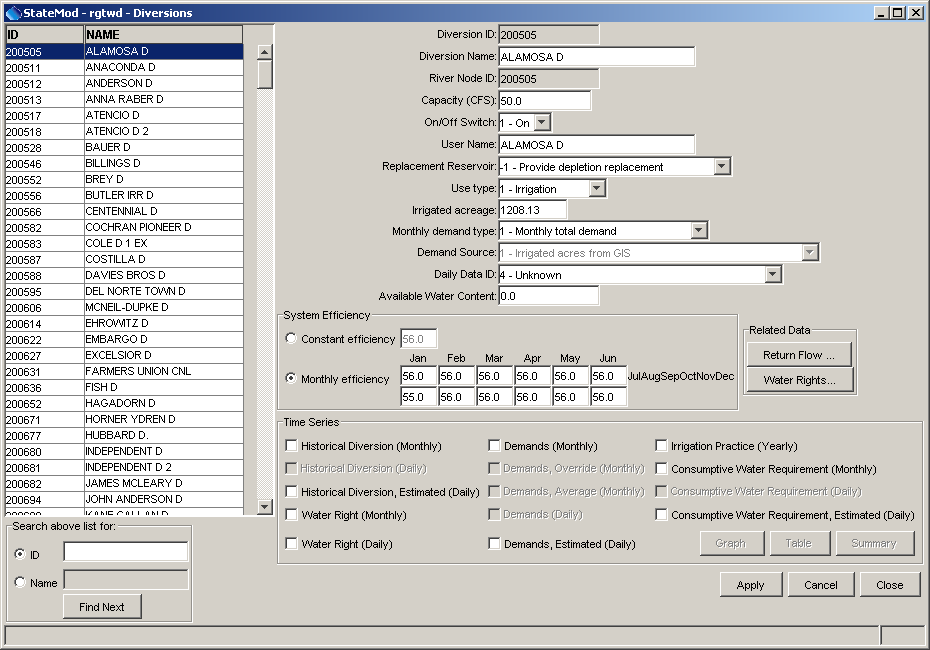 StateMod - rgtwd - Diversions
ID NAME
200505 ALAMOSA D
200511 ANACONDA D
200512 ANDERSON D
200513 ANNA RABER D
200517 ATENCIO D
200518 ATENCIO D 2
200528 BAUER D
200546 BILLINGS D
200552 BREY D
200556 BUTLER IRR D
200566 CENTENNIAL D
200582 COCHRAN PIONEER D
200583 COLE D 1 EX
200587 COSTILLA D
200588 DAVIES BROS D
200595 DEL NORTE TOWN D
200606 MCNEIL-DUPKE D
200614 EHROWITZ D
200622 EMBARGO D
200627 EXCELSIOR D
200631 FARMERS UNION CNL
200636 FISH D
200652 HAGADORN D
200671 HORNER YDREN D
200677 HUBBARD D.
200680 INDEPENDENT D
200681 INDEPENDENT D 2
200682 JAMES MCLEARY D
200694 JOHN ANDERSON D
Search above list for:
ID
Name
Find Next
Diversion ID: 200505
Diversion Name: ALAMOSA D
River Node ID: 200505
Capacity (CFS): 50.0
On/Off Switch: 1 - On
User Name: ALAMOSA D
Replacement Reservoir: -1 - Provide depletion replacement
Use type: 1 - Irrigation
Irrigated acreage: 1208.13
Monthly demand type: 1 - Monthly total demand
Demand Source: 1 - Irrigated acres from GIS
Daily Data ID: 4 - Unknown
Available Water Content: 0.0
System Efficiency
Constant efficiency 56.0
Jan Feb Mar Apr May Jun
Monthly efficiency 56.0 56.0 56.0 56.0 56.0 56.0 JulAugSepOctNovDec
55.0 56.0 56.0 56.0 56.0 56.0
Related Data
Return Flow ...
Water Rights...
Time Series
Historical Diversion (Monthly) Demands (Monthly) Irrigation Practice (Yearly)
Historical Diversion (Daily) Demands, Override (Monthly) Consumptive Water Requirement (Monthly)
Historical Diversion, Estimated (Daily) Demands, Average (Monthly) Consumptive Water Requirement (Daily)
Water Right (Monthly) Demands (Daily) Consumptive Water Requirement, Estimated (Daily)
Water Right (Daily) Demands, Estimated (Daily) Graph Table Summary
Apply Cancel Close